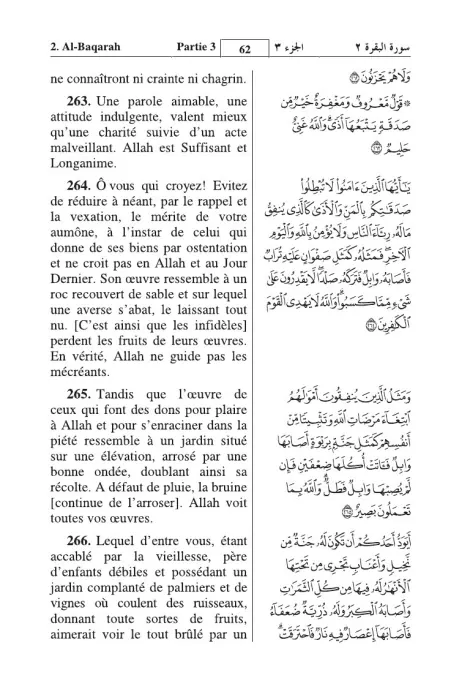 2. Al-Baqarah Partie 3 62 الجزء ٣ سورة البقرة ٢
ne connaîtront ni crainte ni chagrin.
263. Une parole aimable, une
attitude indulgente, valent mieux
qu’une charité suivie d’un acte
malveillant. Allah est Suffisant et
Longanime.
264. Ô vous qui croyez! Evitez
de réduire à néant, par le rappel et
la vexation, le mérite de votre
aumône, à l’instar de celui qui
donne de ses biens par ostentation
et ne croit pas en Allah et au Jour
Dernier. Son œuvre ressemble à un
roc recouvert de sable et sur lequel
une averse s’abat, le laissant tout
nu. [C’est ainsi que les infidèles]
perdent les fruits de leurs œuvres.
En vérité, Allah ne guide pas les
mécréants.
265. Tandis que l’œuvre de
ceux qui font des dons pour plaire
à Allah et pour s’enraciner dans la
piété ressemble à un jardin situé
sur une élévation, arrosé par une
bonne ondée, doublant ainsi sa
récolte. A défaut de pluie, la bruine
[continue de l’arroser]. Allah voit
toutes vos œuvres.
266. Lequel d’entre vous, étant
accablé par la vieillesse, père
d’enfants débiles et possédant un
jardin complanté de palmiers et de
vignes où coulent des ruisseaux,
donnant toute sortes de fruits,
aimerait voir le tout brûlé par un
وَلَا هُمْ يَحْزَنُونَ ﴿٢٦٢﴾
* قَوْلٌ مَّعْرُوفٌ وَمَغْفِرَةٌ خَيْرٌ مِّن
صَدَقَةٍ يَتْبَعُهَآ أَذًى ۗ وَٱللَّهُ غَنِىٌّ
حَلِيمٌ ﴿٢٦٣﴾
يَـٰٓأَيُّهَا ٱلَّذِينَ ءَامَنُوا۟ لَا تُبْطِلُوا۟
صَدَقَـٰتِكُم بِٱلْمَنِّ وَٱلْأَذَىٰ كَٱلَّذِى يُنفِقُ
مَالَهُۥ رِئَآءَ ٱلنَّاسِ وَلَا يُؤْمِنُ بِٱللَّهِ وَٱلْيَوْمِ
ٱلْـَٔاخِرِ ۖ فَمَثَلُهُۥ كَمَثَلِ صَفْوَانٍ عَلَيْهِ تُرَابٌ
فَأَصَابَهُۥ وَابِلٌ فَتَرَكَهُۥ صَلْدًا ۖ لَّا يَقْدِرُونَ عَلَىٰ
شَىْءٍ مِّمَّا كَسَبُوا۟ ۗ وَٱللَّهُ لَا يَهْدِى ٱلْقَوْمَ
ٱلْكَـٰفِرِينَ ﴿٢٦٤﴾
وَمَثَلُ ٱلَّذِينَ يُنفِقُونَ أَمْوَٰلَهُمُ
ٱبْتِغَآءَ مَرْضَاتِ ٱللَّهِ وَتَثْبِيتًا مِّنْ
أَنفُسِهِمْ كَمَثَلِ جَنَّةٍۭ بِرَبْوَةٍ أَصَابَهَا
وَابِلٌ فَـَٔاتَتْ أُكُلَهَا ضِعْفَيْنِ فَإِن
لَّمْ يُصِبْهَا وَابِلٌ فَطَلٌّ ۗ وَٱللَّهُ بِمَا
تَعْمَلُونَ بَصِيرٌ ﴿٢٦٥﴾
أَيَوَدُّ أَحَدُكُمْ أَن تَكُونَ لَهُۥ جَنَّةٌ مِّن
نَّخِيلٍ وَأَعْنَابٍ تَجْرِى مِن تَحْتِهَا
ٱلْأَنْهَـٰرُ لَهُۥ فِيهَا مِن كُلِّ ٱلثَّمَرَٰتِ
وَأَصَابَهُ ٱلْكِبَرُ وَلَهُۥ ذُرِّيَّةٌ ضُعَفَآءُ
فَأَصَابَهَآ إِعْصَارٌ فِيهِ نَارٌ فَٱحْتَرَقَتْ ۗ